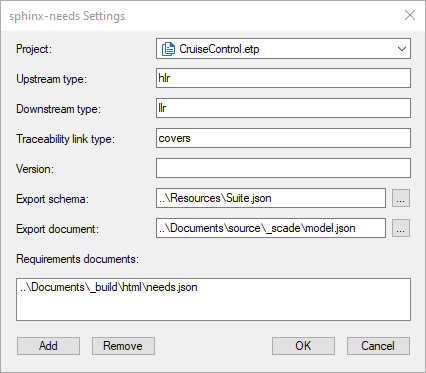 sphinx-needs Settings
Project: CruiseControl.etp
Upstream type: hlr
Downstream type: llr
Traceability link type: covers
Version:
Export schema: ..\Resources\Suite.json ...
Export document: ..\Documents\source\_scade\model.json ...
Requirements documents:
..\Documents\_build\html\needs.json
Add Remove OK Cancel